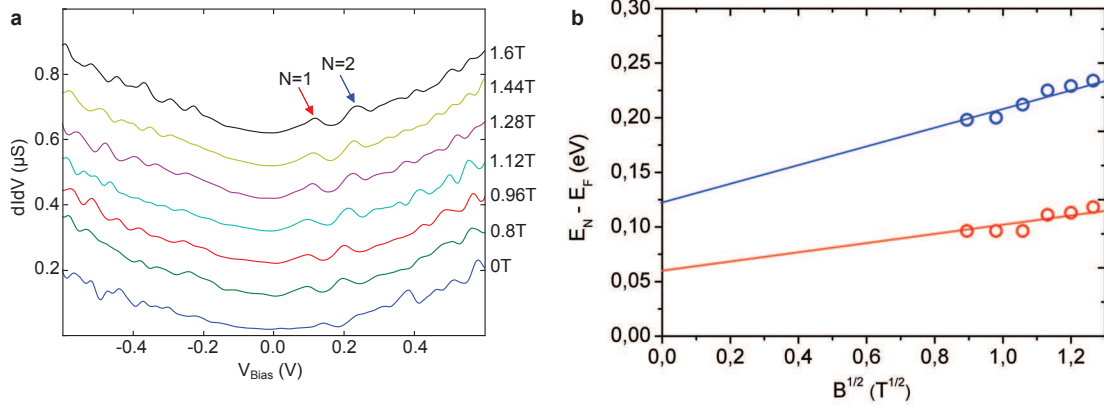 a
dIdV (µS)
0.8
0.6
0.4
0.2
-0.4
-0.2
0.0
0.2
0.4
V_Bias (V)
N=1
N=2
1.6T
1.44T
1.28T
1.12T
0.96T
0.8T
0T
b
E_N - E_F (eV)
0,30
0,25
0,20
0,15
0,10
0,05
0,00
0,0
0,2
0,4
0,6
0,8
1,0
1,2
B^1/2 (T^1/2)